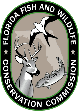 FLORIDA FISH AND WILDLIFE
CONSERVATION COMMISSION